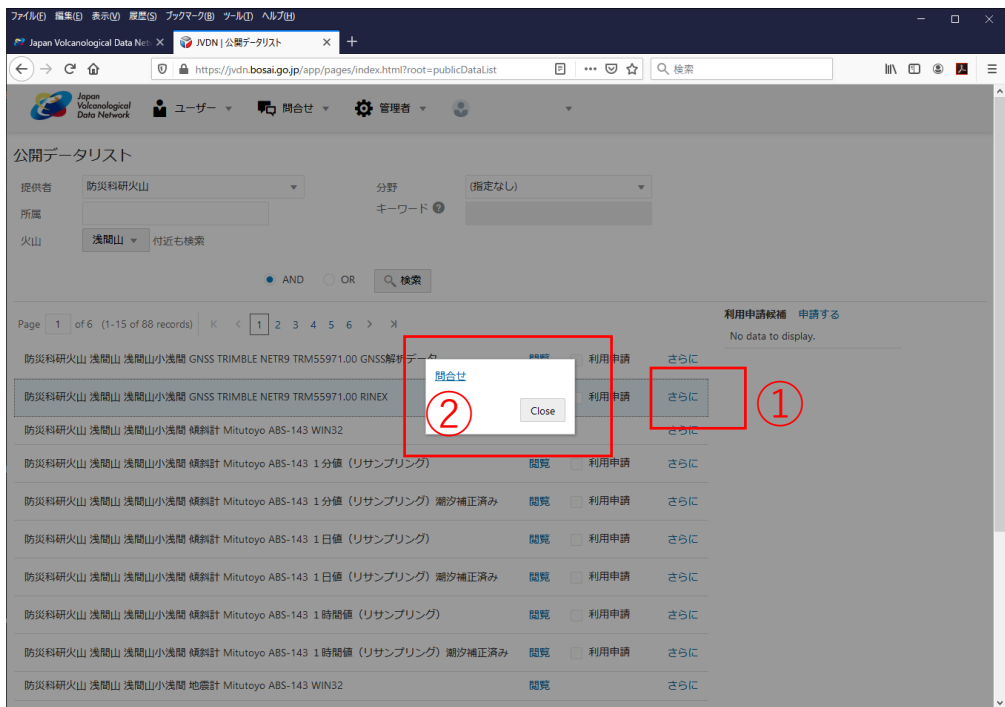 ファイル(F) 編集(E) 表示(V) 履歴(S) ブックマーク(B) ツール(T) ヘルプ(H)
Japan Volcanological Data Net JVDN | 公開データリスト
https://jvdn.bosai.go.jp/app/pages/index.html?root=publicDataList 検索
Japan Volcanological Data Network ユーザー 問合せ 管理者
公開データリスト
提供者 防災科研火山 分野 (指定なし)
所属 キーワード
火山 浅間山 付近も検索
AND OR 検索
利用申請候補 申請する
Page 1 of 6 (1-15 of 88 records) 1 2 3 4 5 6
No data to display.
防災科研火山 浅間山 浅間山小浅間 GNSS TRIMBLE NETR9 TRM55971.00 GNSS解析データ 閲覧 利用申請 さらに
問合せ
防災科研火山 浅間山 浅間山小浅間 GNSS TRIMBLE NETR9 TRM55971.00 RINEX 利用申請 さらに ①
② Close
防災科研火山 浅間山 浅間山小浅間 傾斜計 Mitutoyo ABS-143 WIN32 さらに
防災科研火山 浅間山 浅間山小浅間 傾斜計 Mitutoyo ABS-143 1分値（リサンプリング） 閲覧 利用申請 さらに
防災科研火山 浅間山 浅間山小浅間 傾斜計 Mitutoyo ABS-143 1分値（リサンプリング）潮汐補正済み 閲覧 利用申請 さらに
防災科研火山 浅間山 浅間山小浅間 傾斜計 Mitutoyo ABS-143 1日値（リサンプリング） 閲覧 利用申請 さらに
防災科研火山 浅間山 浅間山小浅間 傾斜計 Mitutoyo ABS-143 1日値（リサンプリング）潮汐補正済み 閲覧 利用申請 さらに
防災科研火山 浅間山 浅間山小浅間 傾斜計 Mitutoyo ABS-143 1時間値（リサンプリング） 閲覧 利用申請 さらに
防災科研火山 浅間山 浅間山小浅間 傾斜計 Mitutoyo ABS-143 1時間値（リサンプリング）潮汐補正済み 閲覧 利用申請 さらに
防災科研火山 浅間山 浅間山小浅間 地震計 Mitutoyo ABS-143 WIN32 閲覧 さらに